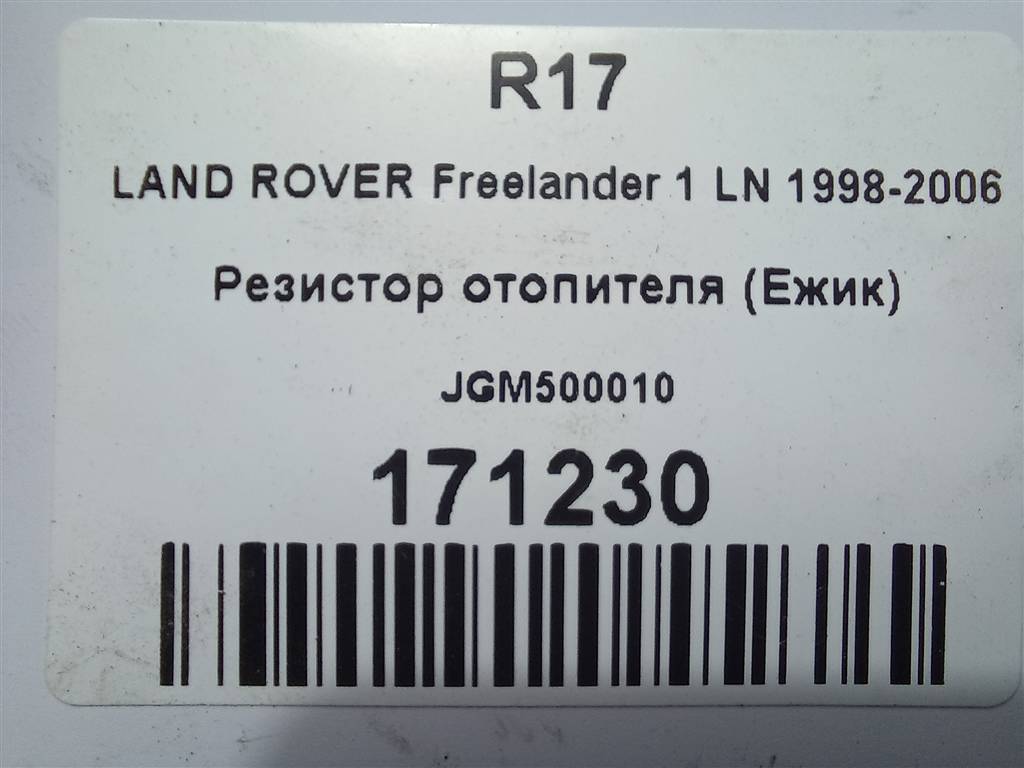 R17
LAND ROVER Freelander 1 LN 1998-2006
Резистор отопителя (Ежик)
JGM500010
171230